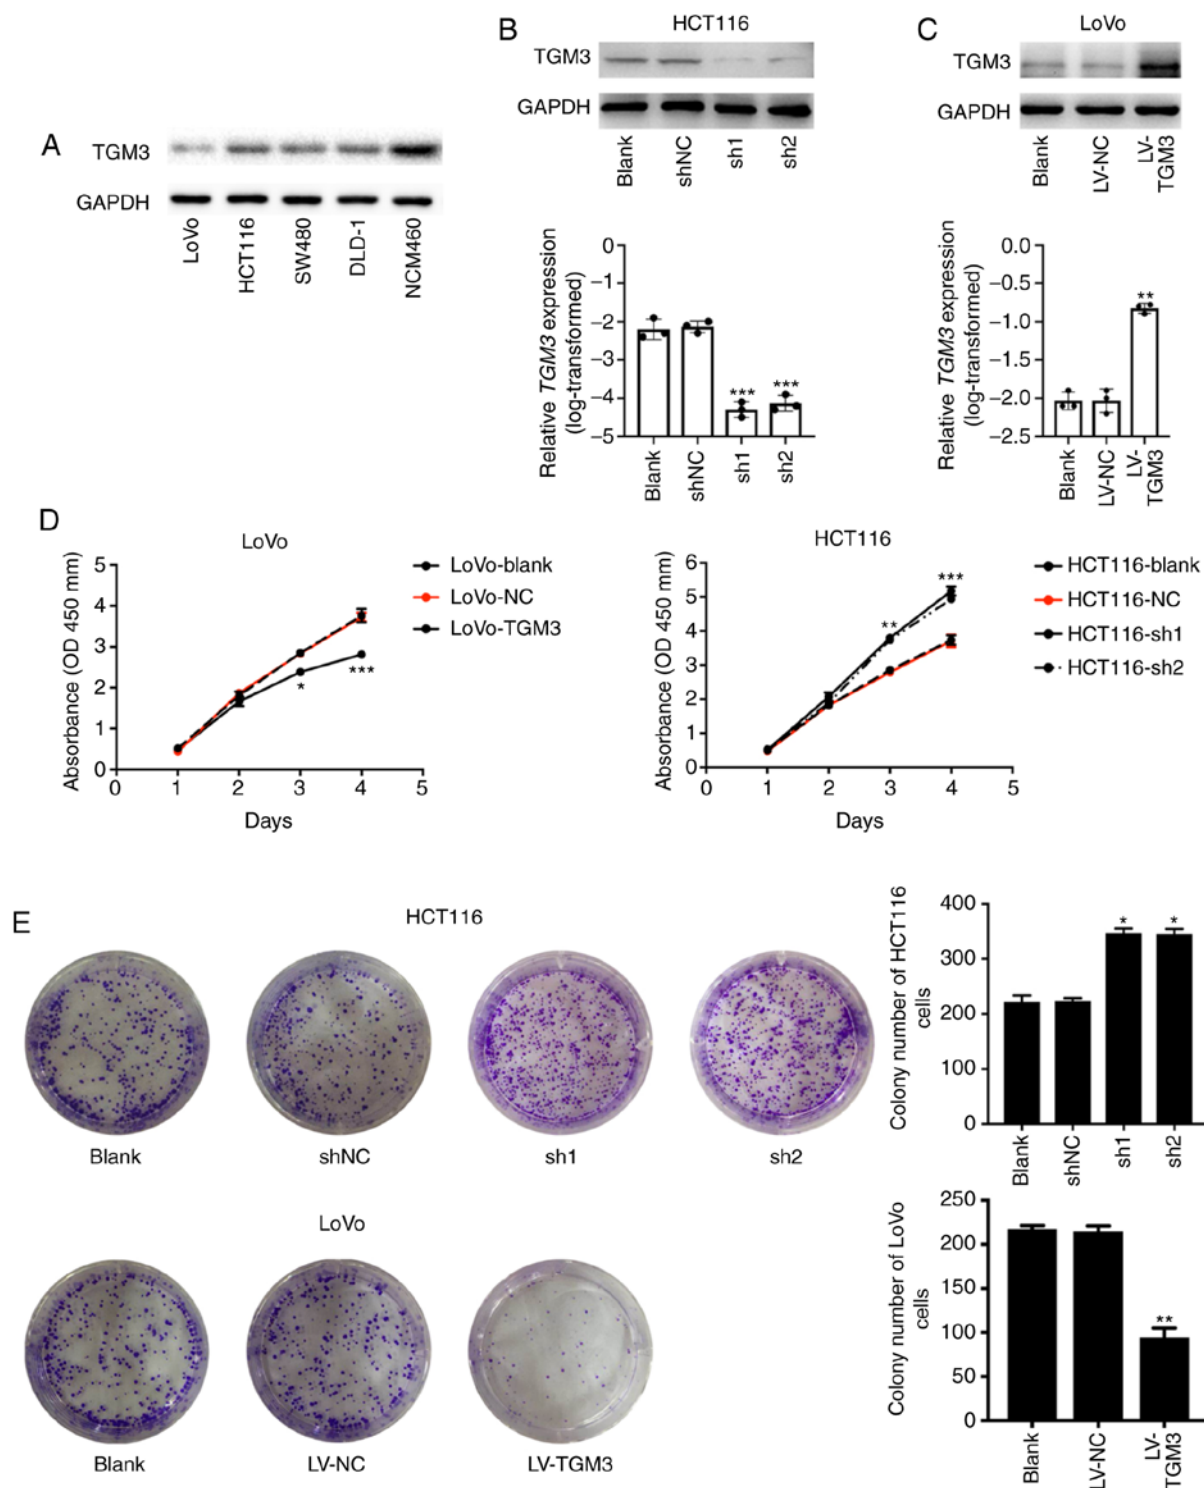 A
TGM3
GAPDH
LoVo
HCT116
SW480
DLD-1
NCM460
B
HCT116
TGM3
GAPDH
Blank
shNC
sh1
sh2
Relative TGM3 expression
(log-transformed)
0
−1
−2
−3
−4
−5
***
***
Blank
shNC
sh1
sh2
C
LoVo
TGM3
GAPDH
Blank
LV-NC
LV-
TGM3
Relative TGM3 expression
(log-transformed)
0.0
−0.5
−1.0
−1.5
−2.0
−2.5
**
Blank
LV-NC
LV-
TGM3
D
LoVo
Absorbance (OD 450 mm)
5
4
3
2
1
0
*
***
0 1 2 3 4 5
Days
LoVo-blank
LoVo-NC
LoVo-TGM3
HCT116
Absorbance (OD 450 mm)
6
5
4
3
2
1
0
**
***
0 1 2 3 4 5
Days
HCT116-blank
HCT116-NC
HCT116-sh1
HCT116-sh2
E
HCT116
Blank
shNC
sh1
sh2
Colony number of HCT116
cells
400
300
200
100
0
*
*
Blank
shNC
sh1
sh2
LoVo
Blank
LV-NC
LV-TGM3
Colony number of LoVo
cells
250
200
150
100
50
0
**
Blank
LV-NC
LV-
TGM3